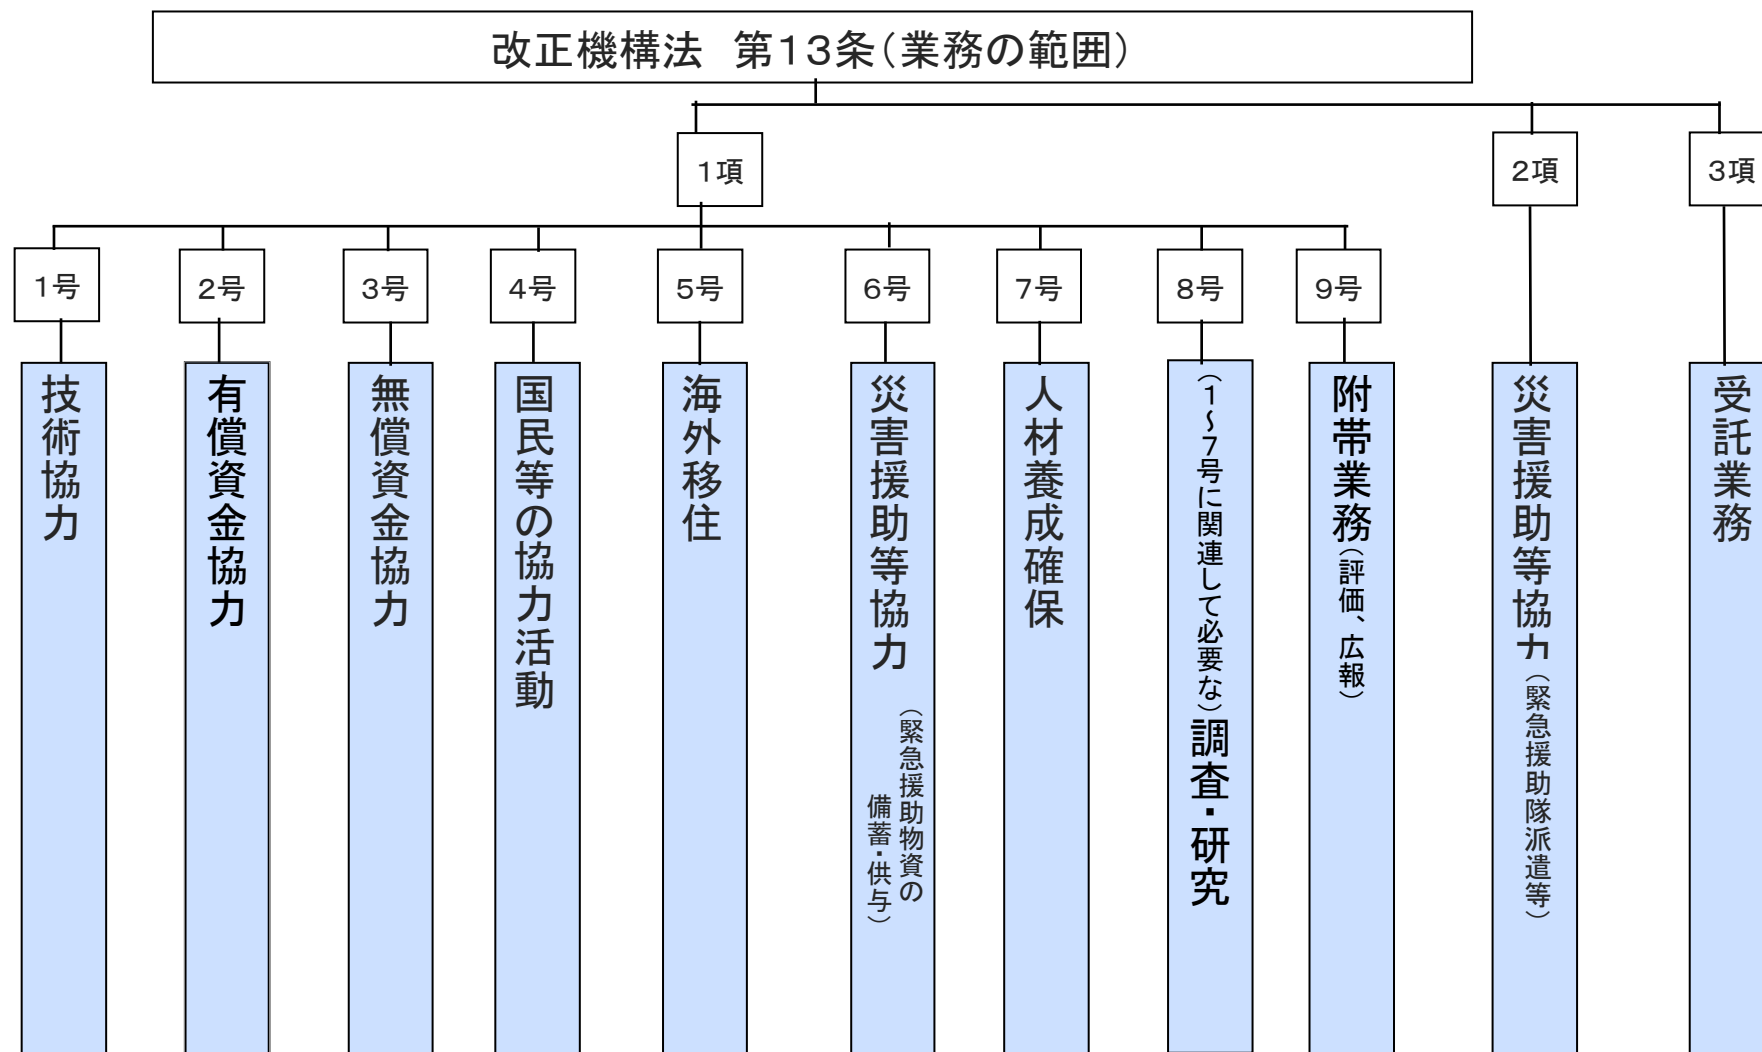 改正機構法　第１３条（業務の範囲）
１項
２項
３項
１号
２号
３号
４号
５号
６号
７号
８号
９号
技術協力
有償資金協力
無償資金協力
国民等の協力活動
海外移住
災害援助等協力
（緊急援助物資の
備蓄・供与）
人材養成確保
（１～７号に関連して必要な）調査・研究
附帯業務（評価、広報）
災害援助等協力（緊急援助隊派遣等）
受託業務